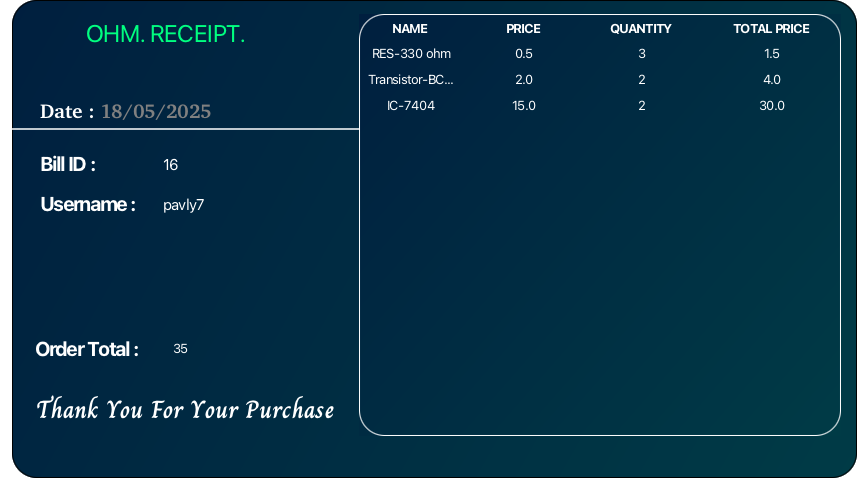 OHM. RECEIPT.
Date : 18/05/2025
Bill ID : 16
Username : pavly7
Order Total : 35
Thank You For Your Purchase
NAME PRICE QUANTITY TOTAL PRICE
RES-330 ohm 0.5 3 1.5
Transistor-BC... 2.0 2 4.0
IC-7404 15.0 2 30.0